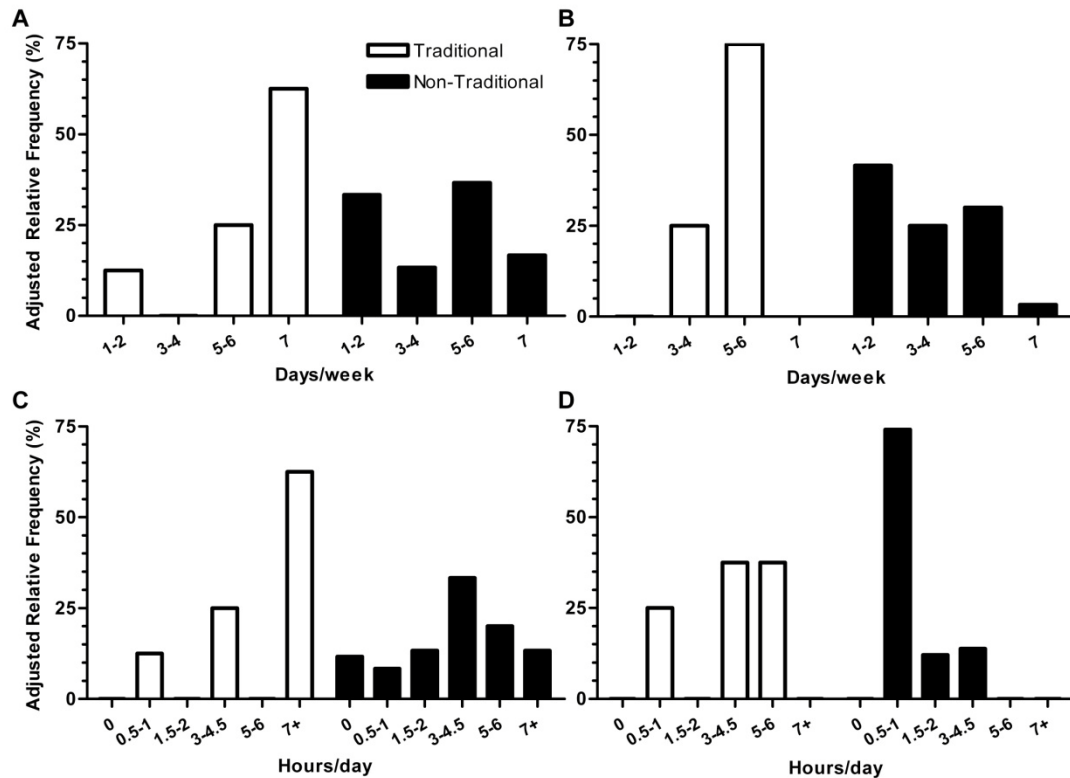 A
B
Adjusted Relative Frequency (%)
75
50
25
0
Traditional
Non-Traditional
1-2 3-4 5-6 7 1-2 3-4 5-6 7
Days/week
75
50
25
0
1-2 3-4 5-6 7 1-2 3-4 5-6 7
Days/week
C
D
Adjusted Relative Frequency (%)
75
50
25
0
0 0.5-1 1.5-2 3-4.5 5-6 7+ 0 0.5-1 1.5-2 3-4.5 5-6 7+
Hours/day
75
50
25
0
0 0.5-1 1.5-2 3-4.5 5-6 7+ 0 0.5-1 1.5-2 3-4.5 5-6 7+
Hours/day